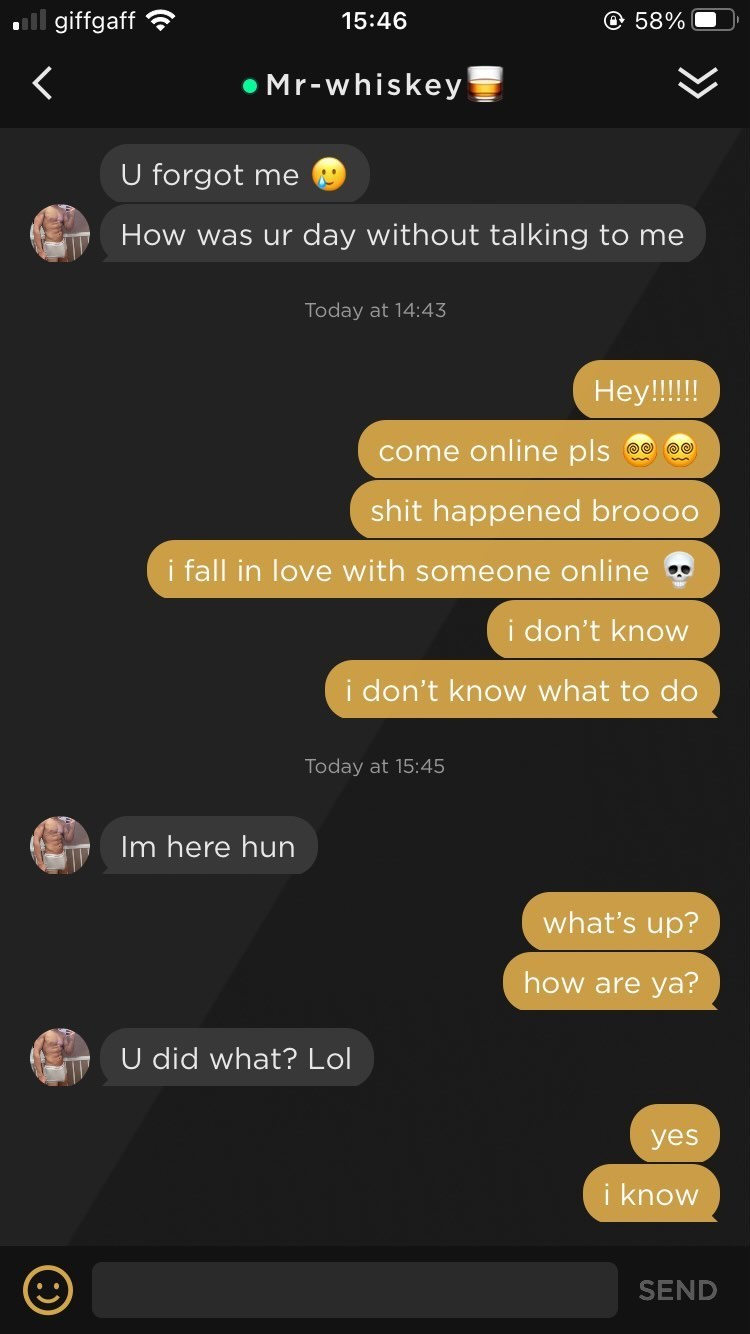 giffgaff 15:46 58%
Mr-whiskey🥃
U forgot me 🥲
How was ur day without talking to me
Today at 14:43
Hey!!!!!!
come online pls 😵‍💫 😵‍💫
shit happened broooo
i fall in love with someone online 💀
i don’t know
i don’t know what to do
Today at 15:45
Im here hun
what’s up?
how are ya?
U did what? Lol
yes
i know
SEND